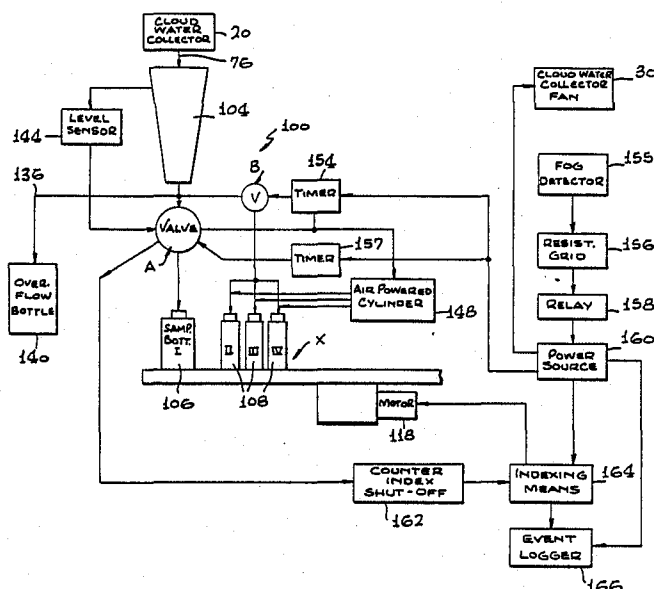 CLOUD
WATER
COLLECTOR
20
76
104
LEVEL
SENSOR
144
136
100
B
V
154
TIMER
VALVE
A
157
TIMER
AIR POWERED
CYLINDER
148
OVER.
FLOW
BOTTLE
140
SAMP.
BOTT.
I
106
II
III
IV
108
X
MOTOR
118
CLOUD WATER
COLLECTOR
FAN
30
FOG
DETECTOR
155
RESIST.
GRID
156
RELAY
158
POWER
SOURCE
160
COUNTER
INDEX
SHUT-OFF
162
INDEXING
MEANS
164
EVENT
LOGGER
166